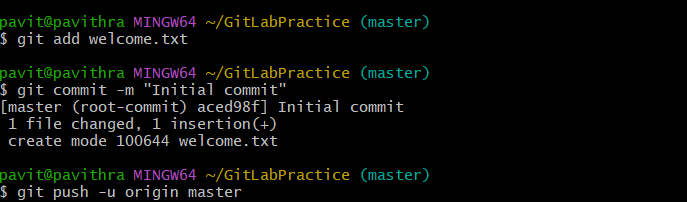 pavit@pavithra MINGW64 ~/GitLabPractice (master)
$ git add welcome.txt
pavit@pavithra MINGW64 ~/GitLabPractice (master)
$ git commit -m "Initial commit"
[master (root-commit) aced98f] Initial commit
 1 file changed, 1 insertion(+)
 create mode 100644 welcome.txt
pavit@pavithra MINGW64 ~/GitLabPractice (master)
$ git push -u origin master